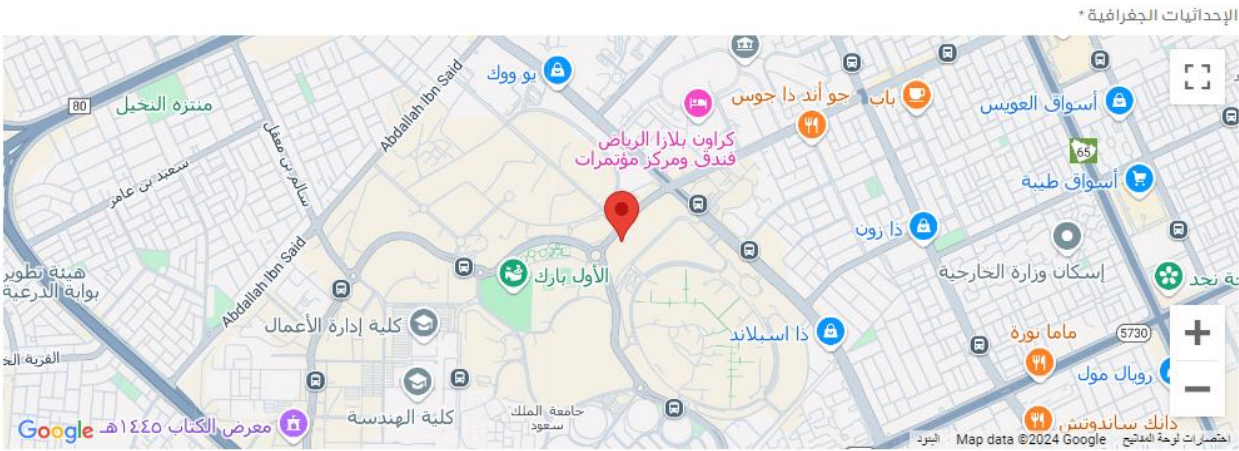 الإحداثيات الجغرافية *
يو ووك
Abdallah Ibn Said
80
منتزه النخيل
جو أند ذا جوس
باب
أسواق العويس
كراون بلازا الرياض
فندق ومركز مؤتمرات
65
سعيد بن عامر
سالم بن معقل
أسواق طيبة
ذا زون
إسكان وزارة الخارجية
هيئة تطوير
بوابة الدرعية
Abdallah Ibn Said
الأول بارك
حة نجد
كلية إدارة الأعمال
ذا اسبلاند
ماما نورة
5730
+
رويال مول
−
كلية الهندسة
جامعة الملك
سعود
معرض الكتاب ١٤٤٥هـ
دانك ساندوتش
Google
اختصارات لوحة المفاتيح
Map data ©2024 Google
البنود